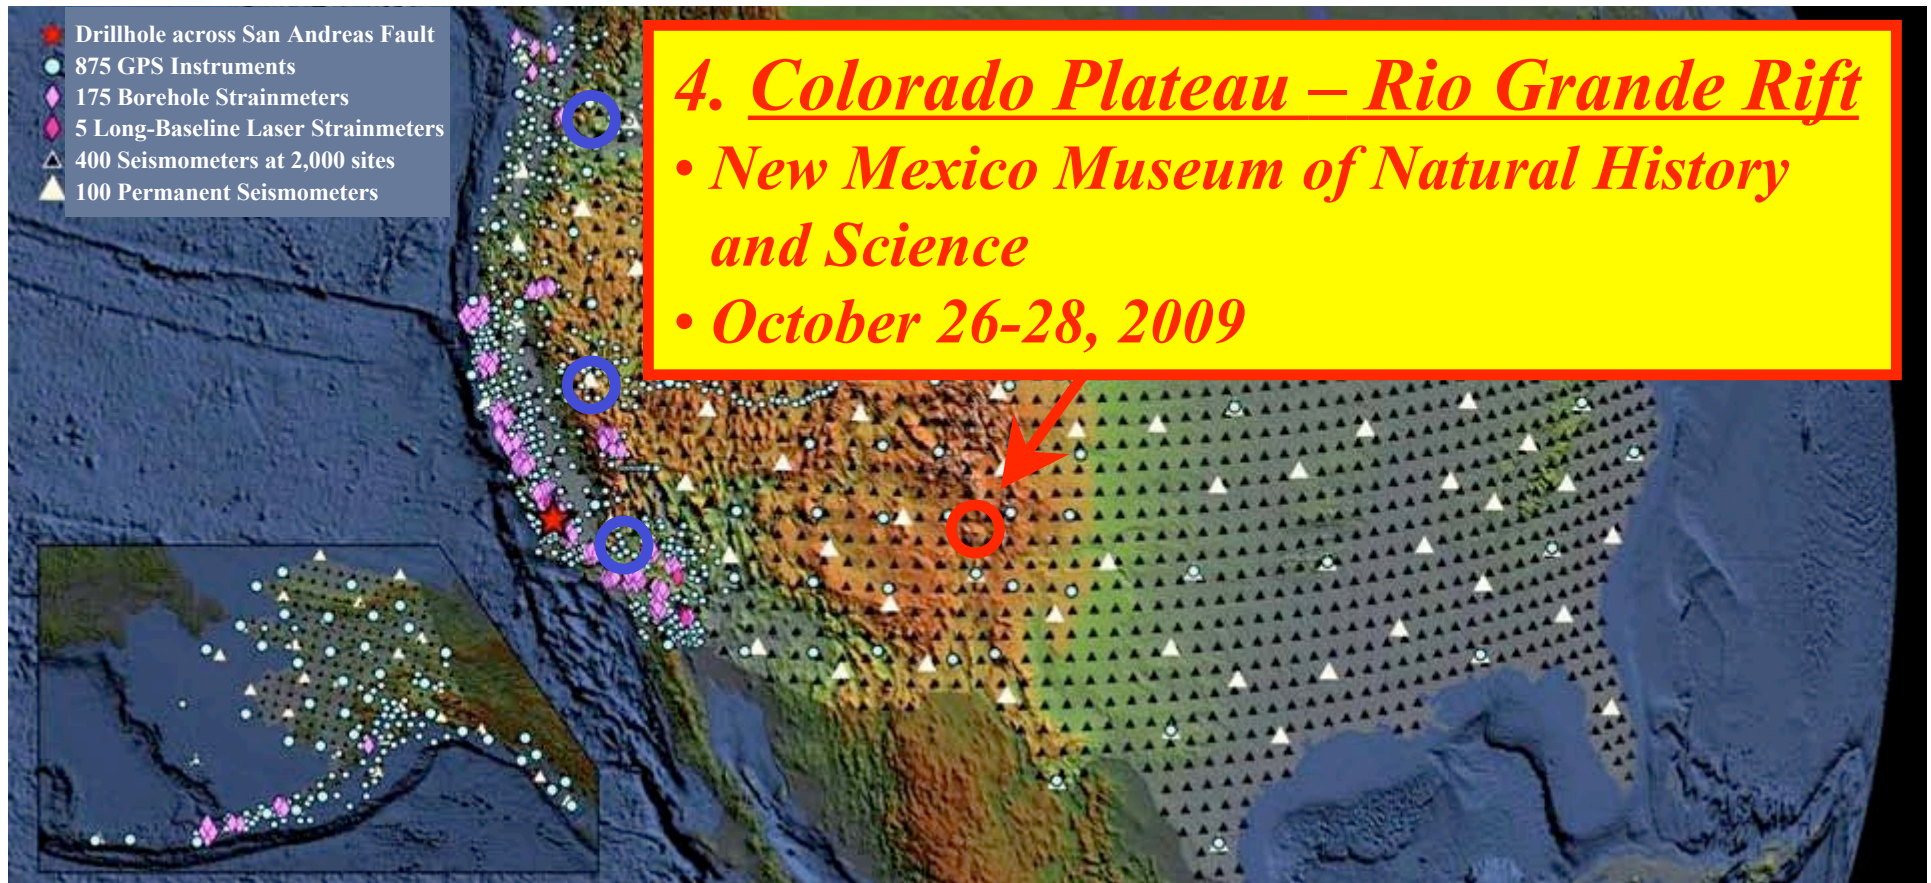 Drillhole across San Andreas Fault
875 GPS Instruments
175 Borehole Strainmeters
5 Long-Baseline Laser Strainmeters
400 Seismometers at 2,000 sites
100 Permanent Seismometers
4. Colorado Plateau – Rio Grande Rift
• New Mexico Museum of Natural History
and Science
• October 26-28, 2009